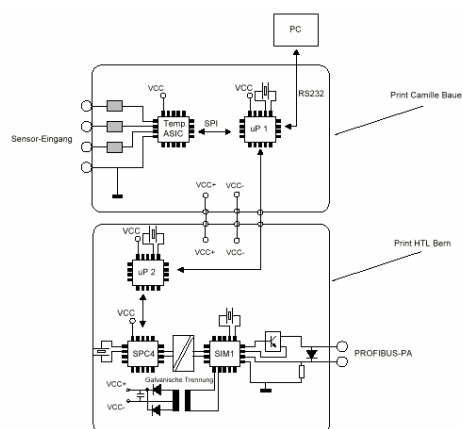 PC
RS232
Print Camille Baue
VCC
VCC
Temp.
ASIC
SPI
uP 1
Sensor-Eingang
VCC+
VCC-
VCC+
VCC-
Print HTL Bern
VCC
uP 2
VCC
SPC4
SIM1
PROFIBUS-PA
Galvanische Trennung
VCC+
VCC-